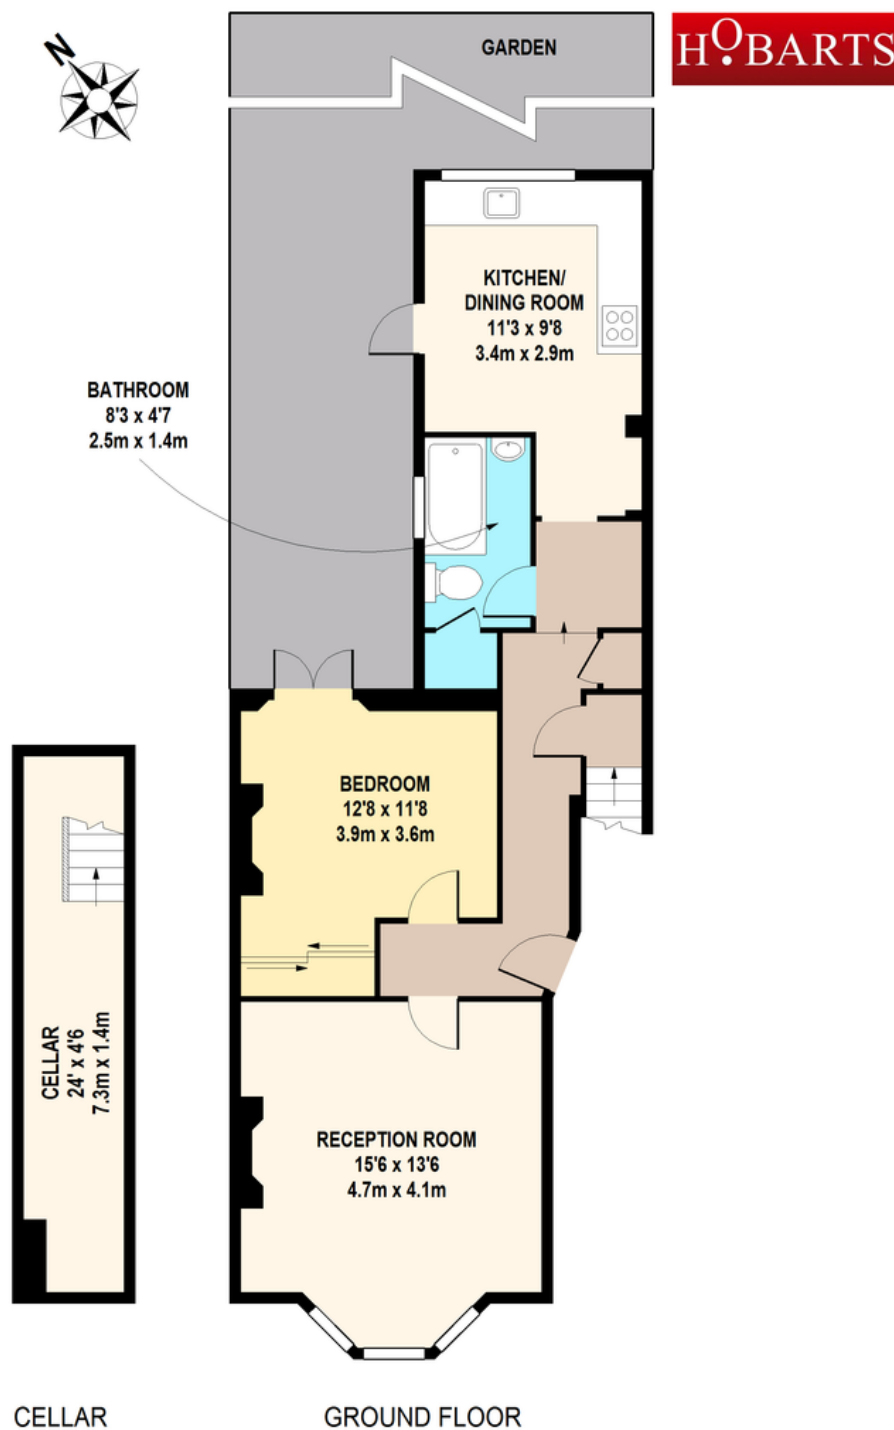 N
GARDEN
HOBARTS
KITCHEN/
DINING ROOM
11'3 x 9'8
3.4m x 2.9m
BATHROOM
8'3 x 4'7
2.5m x 1.4m
BEDROOM
12'8 x 11'8
3.9m x 3.6m
CELLAR
24' x 4'6
7.3m x 1.4m
RECEPTION ROOM
15'6 x 13'6
4.7m x 4.1m
CELLAR
GROUND FLOOR